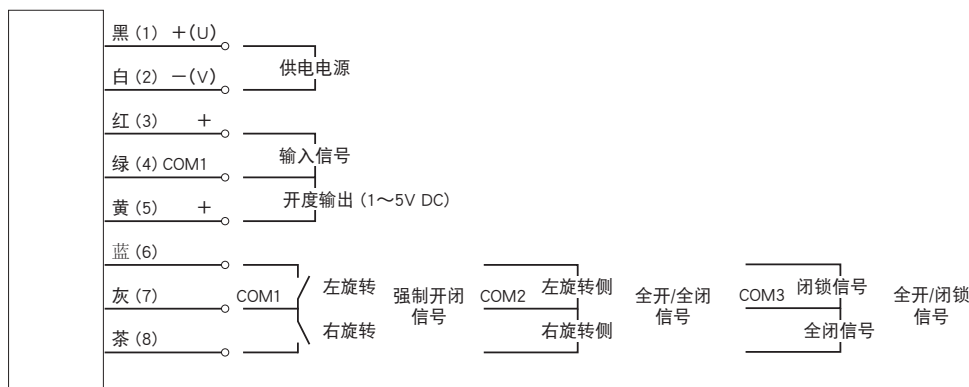 黑 (1) +(U)
供电电源
白 (2) −(V)
红 (3) +
输入信号
绿 (4) COM1
开度输出 (1～5V DC)
黄 (5) +
蓝 (6)
灰 (7) COM1
茶 (8)
左旋转
右旋转
强制开闭
信号
COM2
左旋转侧
右旋转侧
全开/全闭
信号
COM3
闭锁信号
全闭信号
全开/闭锁
信号